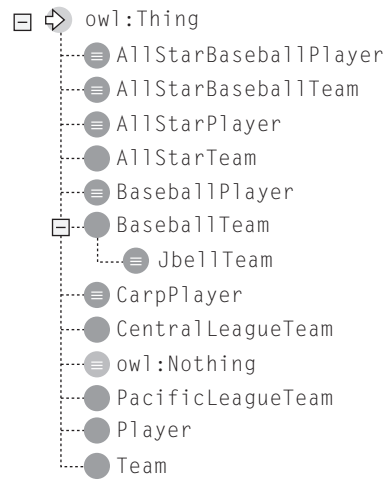 owl:Thing
AllStarBaseballPlayer
AllStarBaseballTeam
AllStarPlayer
AllStarTeam
BaseballPlayer
BaseballTeam
JbellTeam
CarpPlayer
CentralLeagueTeam
owl:Nothing
PacificLeagueTeam
Player
Team